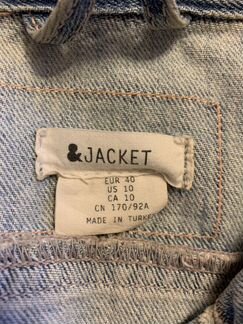 &JACKET
EUR 40
US 10
CA 10
CN 170/92A
MADE IN TURKEY